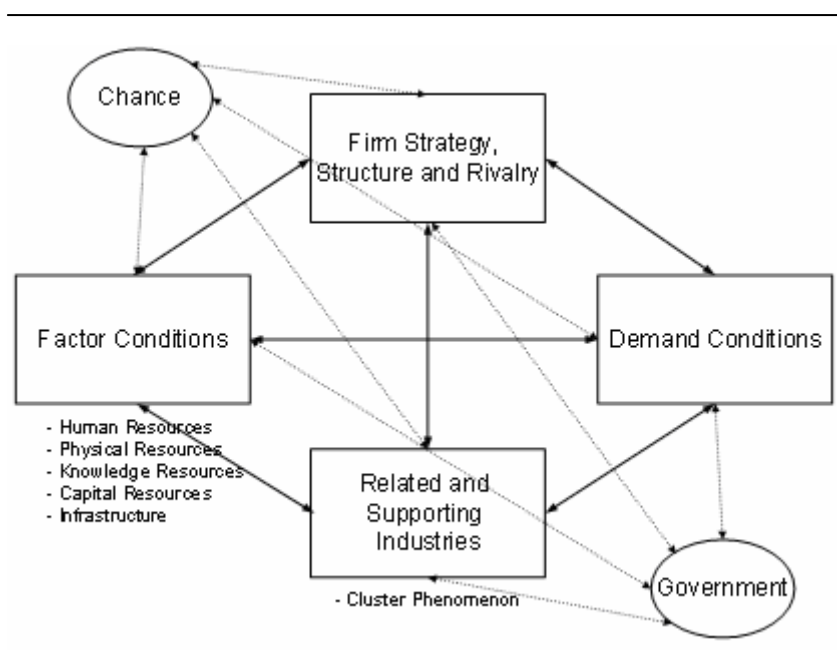 Chance
Firm Strategy,
Structure and Rivalry
Factor Conditions
Demand Conditions
- Human Resources
- Physical Resources
- Knowledge Resources
- Capital Resources
- Infrastructure
Related and
Supporting
Industries
- Cluster Phenomenon
Government